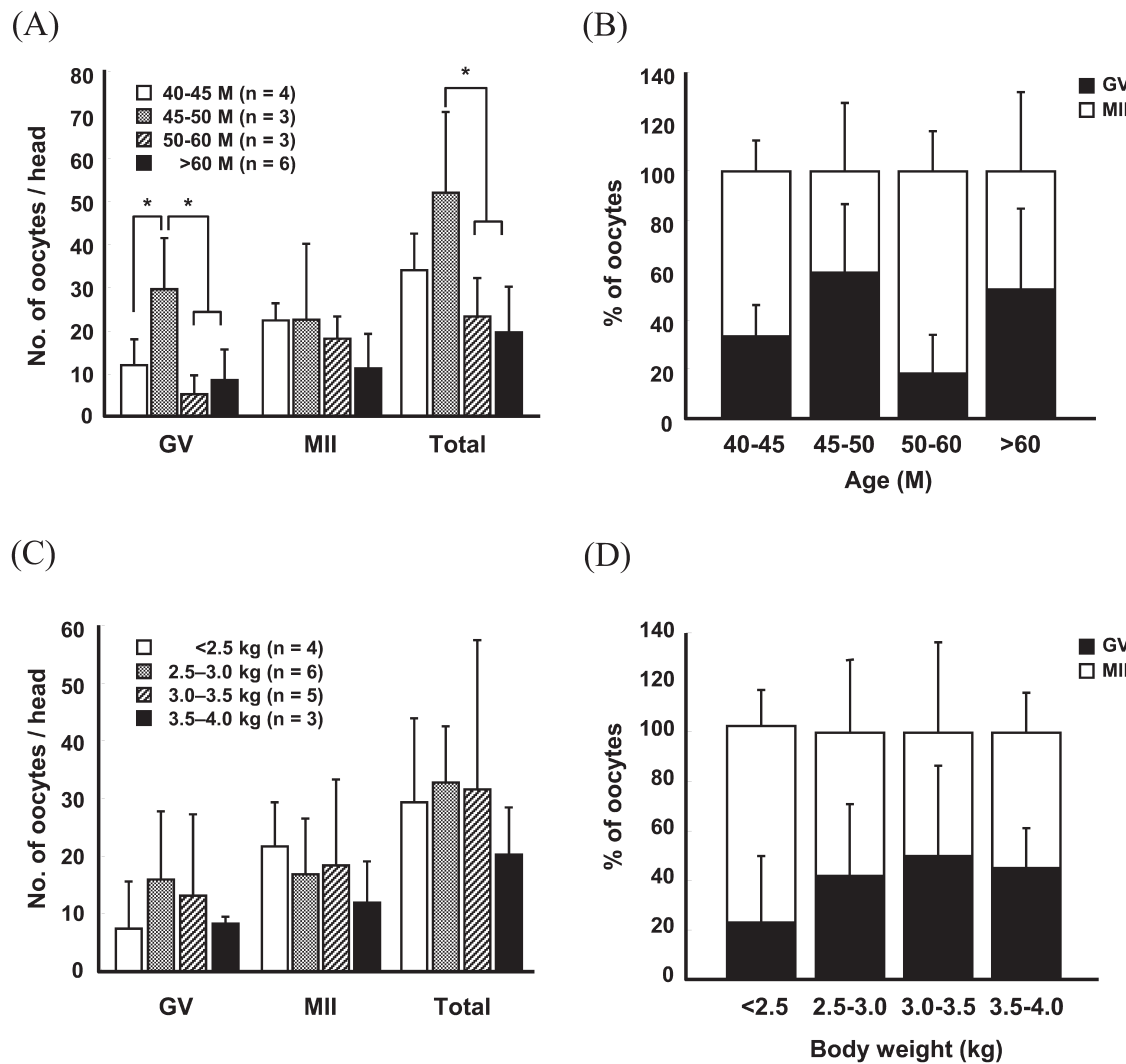 (A)
80
70
60
50
40
30
20
10
0
No. of oocytes / head
40-45 M (n = 4)
45-50 M (n = 3)
50-60 M (n = 3)
>60 M (n = 6)
*
*
*
GV
MII
Total
(B)
140
120
100
80
60
40
20
0
% of oocytes
GV
MII
40-45
45-50
50-60
>60
Age (M)
(C)
60
50
40
30
20
10
0
No. of oocytes / head
<2.5 kg (n = 4)
2.5–3.0 kg (n = 6)
3.0–3.5 kg (n = 5)
3.5–4.0 kg (n = 3)
GV
MII
Total
(D)
140
120
100
80
60
40
20
0
% of oocytes
GV
MII
<2.5
2.5-3.0
3.0-3.5
3.5-4.0
Body weight (kg)